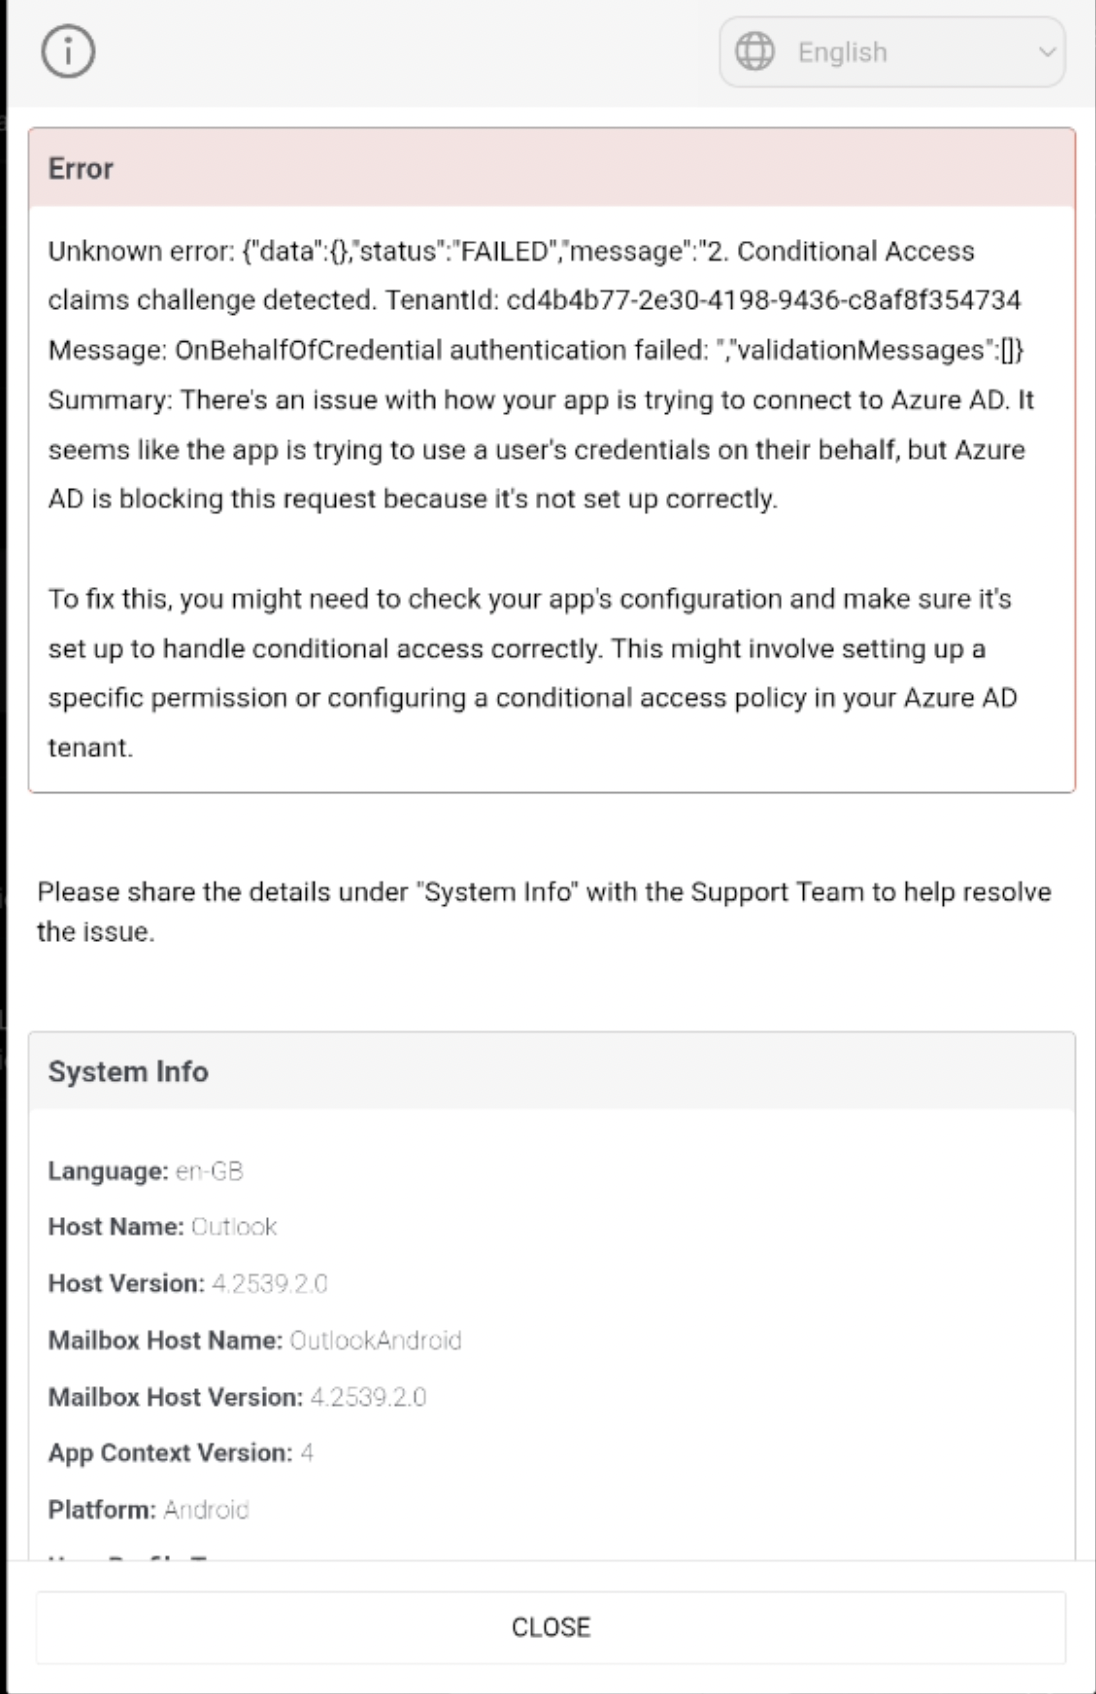 English
Error
Unknown error: {"data":{},"status":"FAILED","message":"2. Conditional Access
claims challenge detected. TenantId: cd4b4b77-2e30-4198-9436-c8af8f354734
Message: OnBehalfOfCredential authentication failed: ","validationMessages":[]}
Summary: There's an issue with how your app is trying to connect to Azure AD. It
seems like the app is trying to use a user's credentials on their behalf, but Azure
AD is blocking this request because it's not set up correctly.
To fix this, you might need to check your app's configuration and make sure it's
set up to handle conditional access correctly. This might involve setting up a
specific permission or configuring a conditional access policy in your Azure AD
tenant.
Please share the details under "System Info" with the Support Team to help resolve
the issue.
System Info
Language: en-GB
Host Name: Outlook
Host Version: 4.2539.2.0
Mailbox Host Name: OutlookAndroid
Mailbox Host Version: 4.2539.2.0
App Context Version: 4
Platform: Android
CLOSE